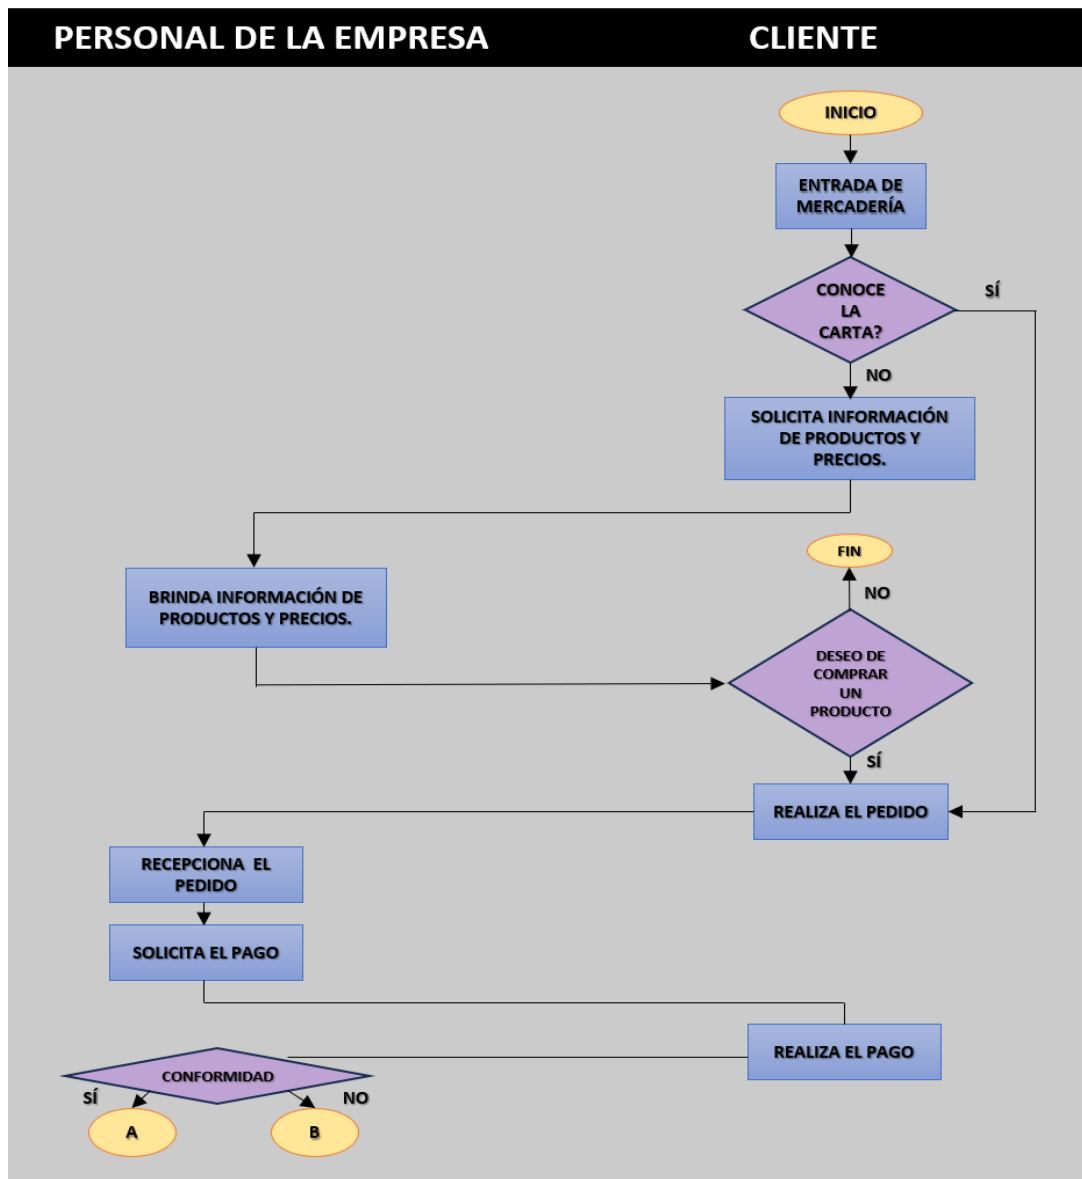 PERSONAL DE LA EMPRESA
CLIENTE
INICIO
ENTRADA DE
MERCADERÍA
CONOCE
LA
CARTA?
SÍ
NO
SOLICITA INFORMACIÓN
DE PRODUCTOS Y
PRECIOS.
FIN
NO
BRINDA INFORMACIÓN DE
PRODUCTOS Y PRECIOS.
DESEO DE
COMPRAR
UN
PRODUCTO
SÍ
REALIZA EL PEDIDO
RECEPCIONA EL
PEDIDO
SOLICITA EL PAGO
REALIZA EL PAGO
CONFORMIDAD
SÍ
NO
A
B